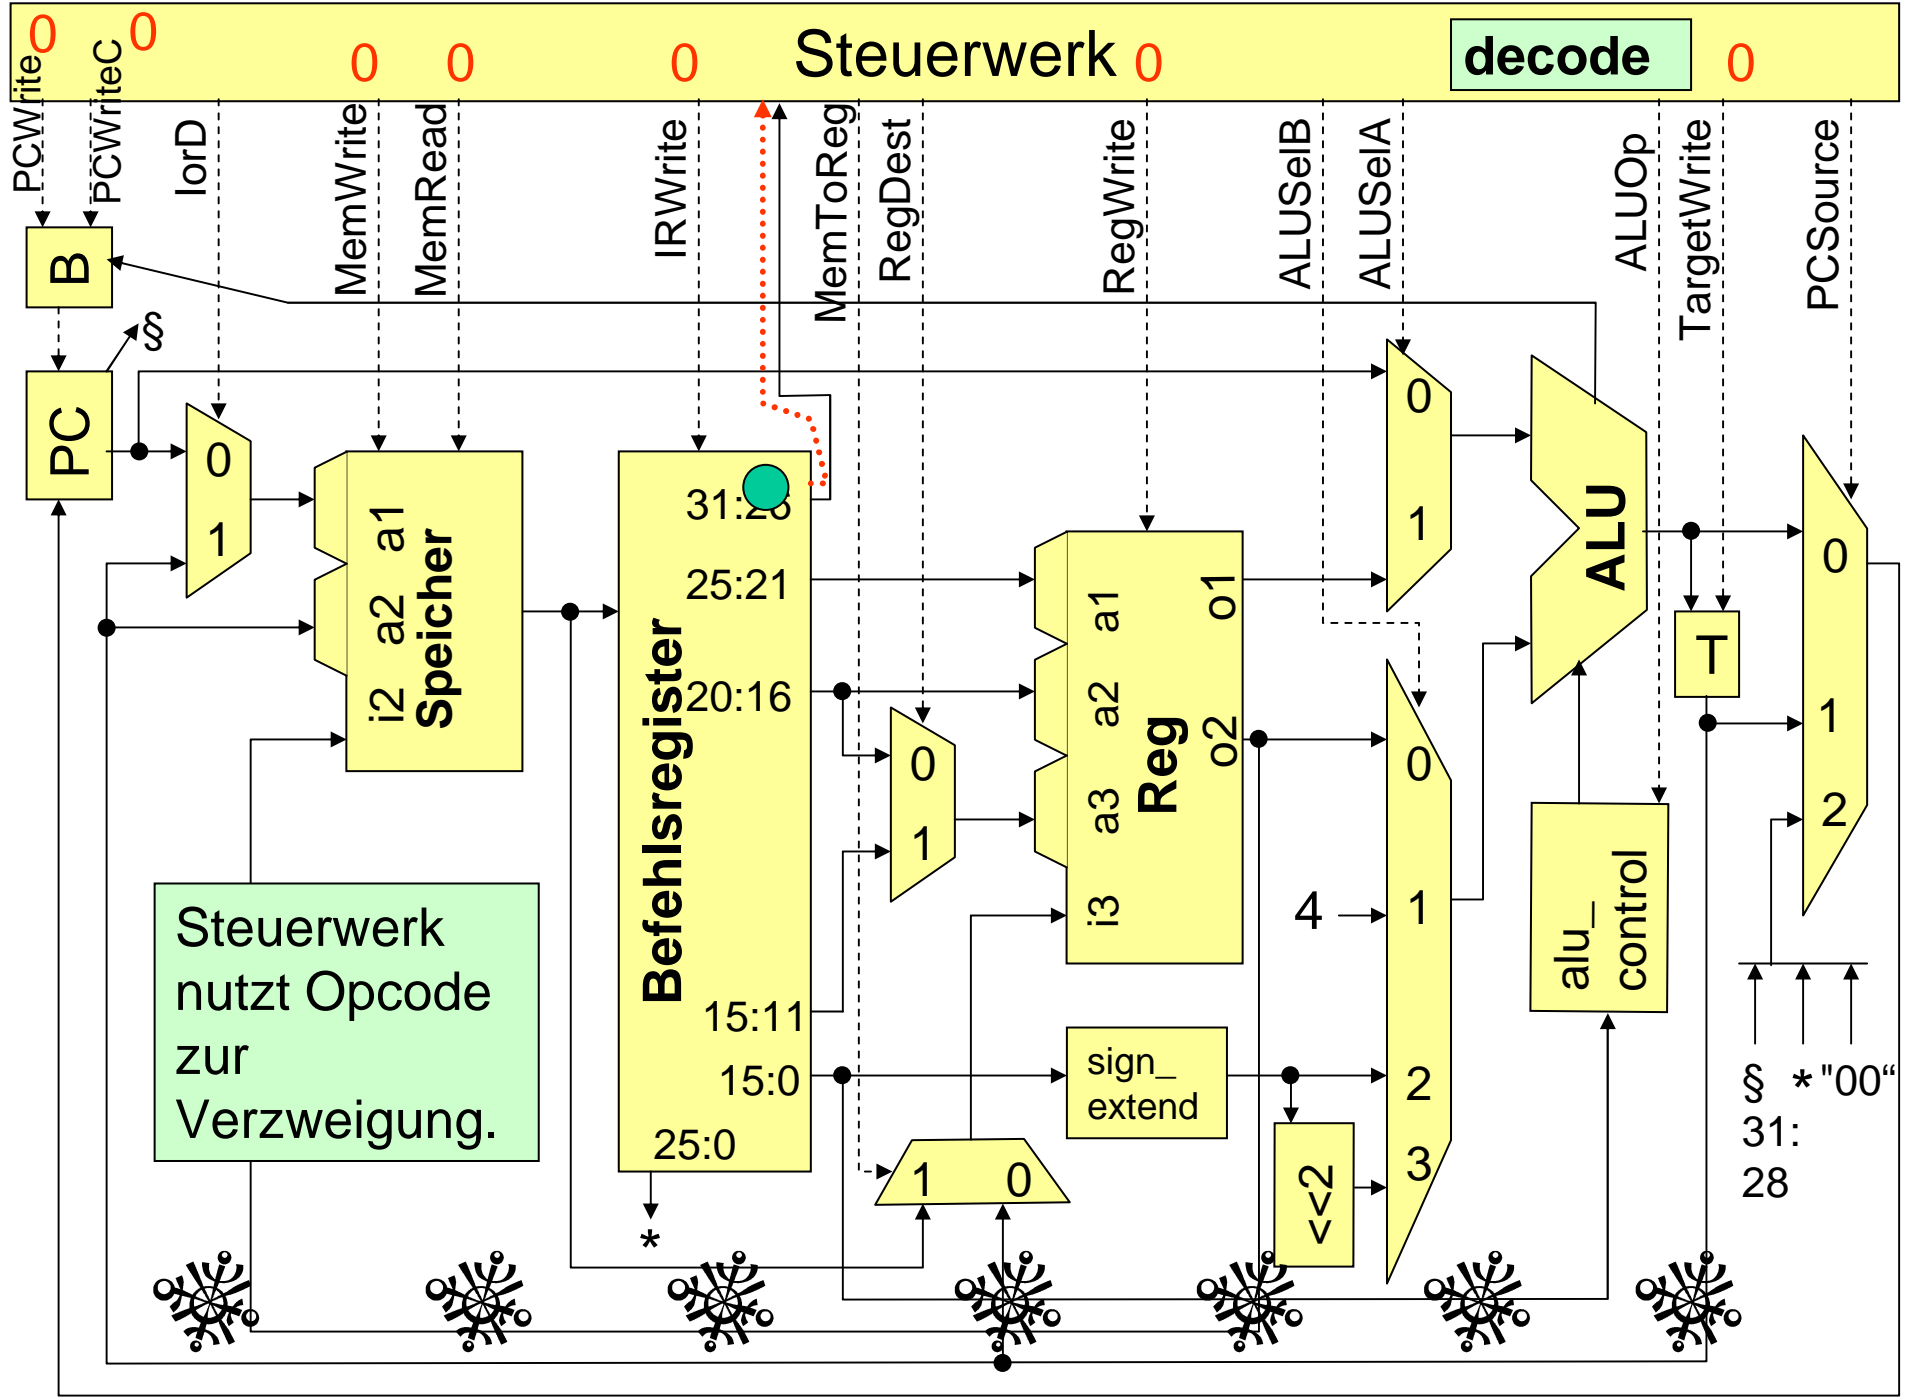 0 0 0 0 0 Steuerwerk 0 decode 0
PCWrite
PCWriteC
IorD
MemWrite
MemRead
IRWrite
MemToReg
RegDest
RegWrite
ALUSelB
ALUSelA
ALUOp
TargetWrite
PCSource
B
§
PC
0
1
a1
a2
i2
Speicher
Befehlsregister
31:26
25:21
20:16
15:11
15:0
25:0
*
0
1
a1
a2
a3
i3
o1
o2
Reg
0
1
4
0
1
2
3
ALU
T
0
1
2
alu_
control
sign_
extend
<<2
1 0
§ * "00“
31:
28
Steuerwerk
nutzt Opcode
zur
Verzweigung.